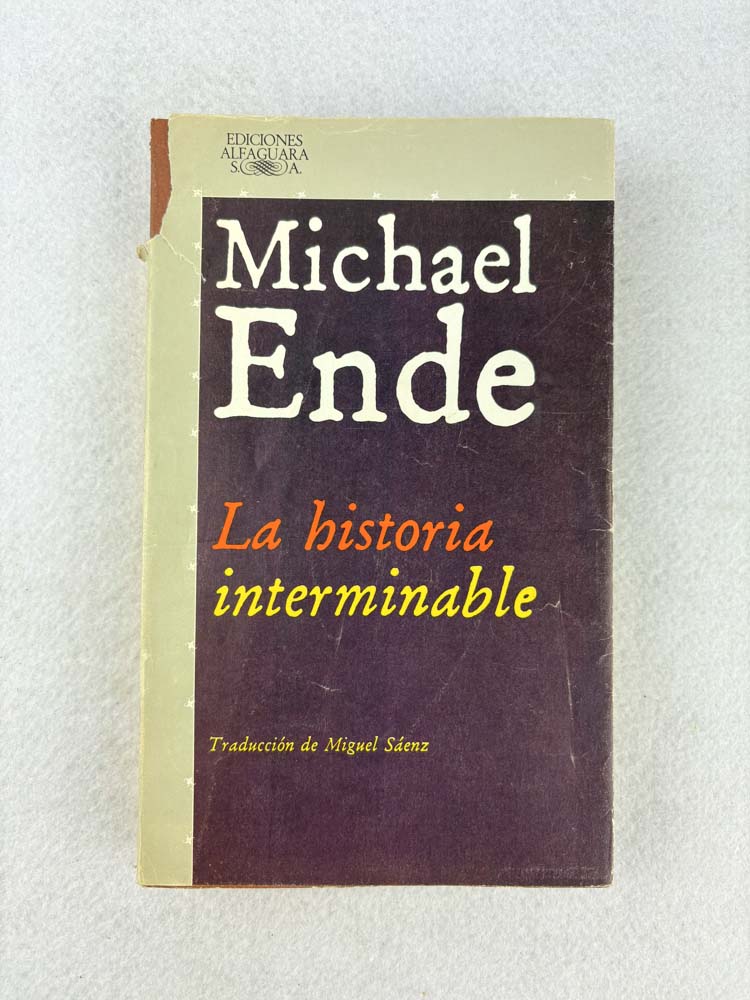 EDICIONES
ALFAGUARA
S. A.
Michael
Ende
La historia
interminable
Traducción de Miguel Sáenz